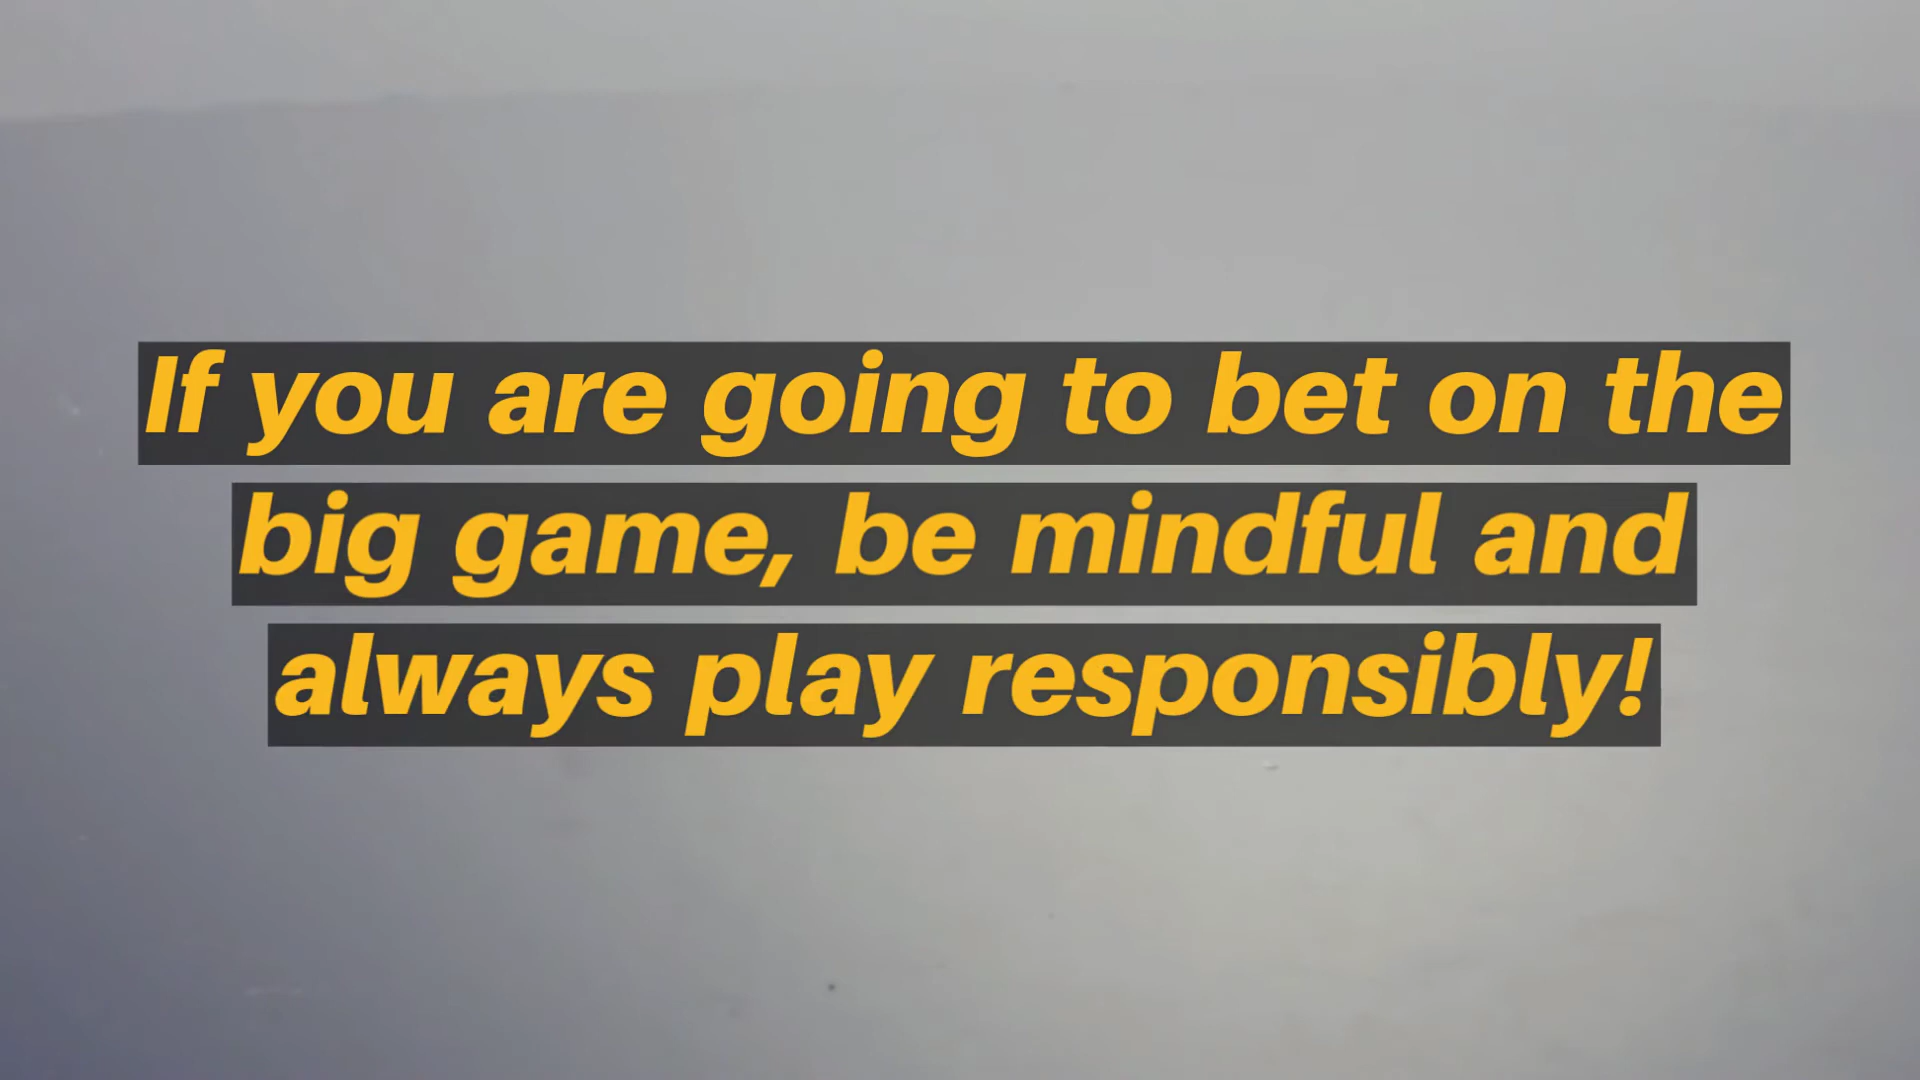 If you are going to bet on the
big game, be mindful and
always play responsibly!